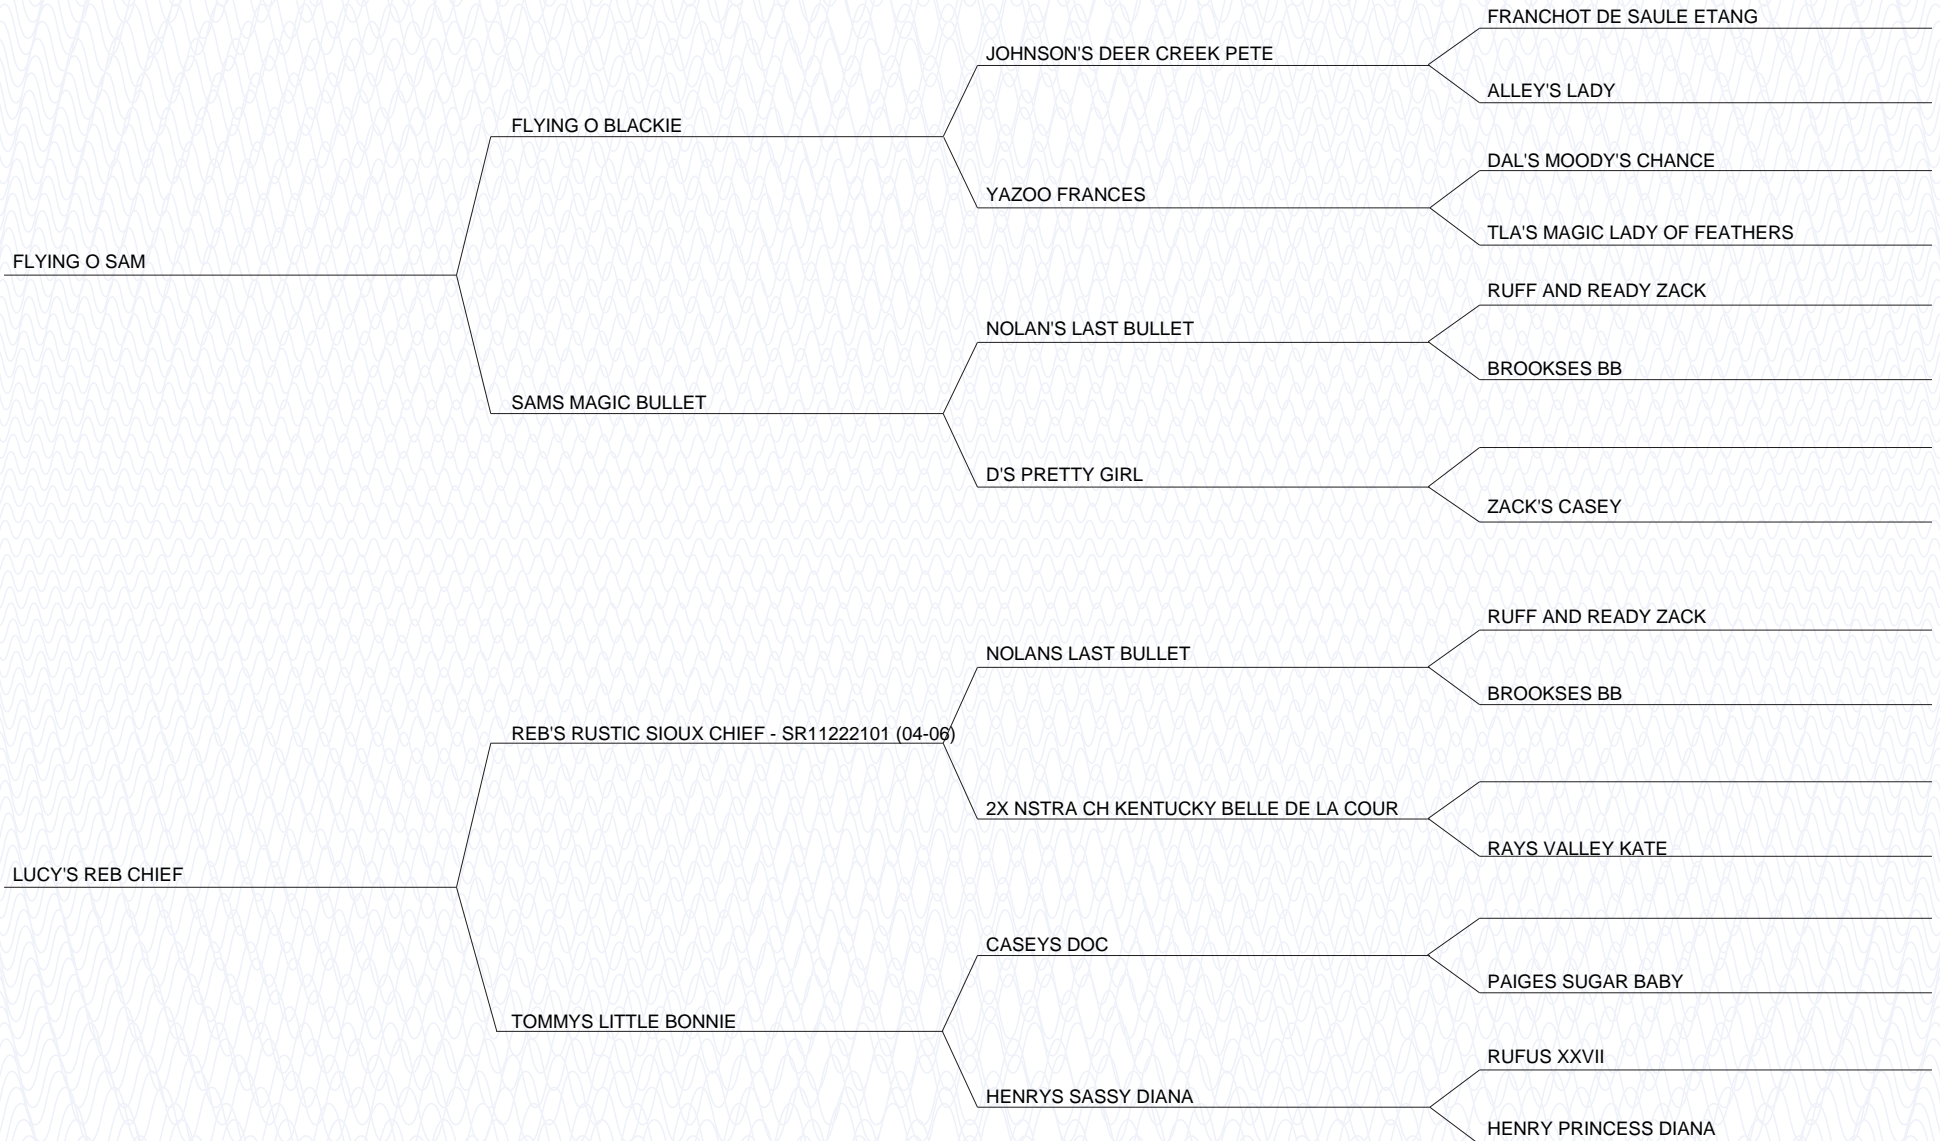 FRANCHOT DE SAULE ETANG
JOHNSON'S DEER CREEK PETE
ALLEY'S LADY
FLYING O BLACKIE
DAL'S MOODY'S CHANCE
YAZOO FRANCES
TLA'S MAGIC LADY OF FEATHERS
FLYING O SAM
RUFF AND READY ZACK
NOLAN'S LAST BULLET
BROOKSES BB
SAMS MAGIC BULLET
D'S PRETTY GIRL
ZACK'S CASEY
RUFF AND READY ZACK
NOLANS LAST BULLET
BROOKSES BB
REB'S RUSTIC SIOUX CHIEF - SR11222101 (04-06)
2X NSTRA CH KENTUCKY BELLE DE LA COUR
RAYS VALLEY KATE
LUCY'S REB CHIEF
CASEYS DOC
PAIGES SUGAR BABY
TOMMYS LITTLE BONNIE
RUFUS XXVII
HENRYS SASSY DIANA
HENRY PRINCESS DIANA